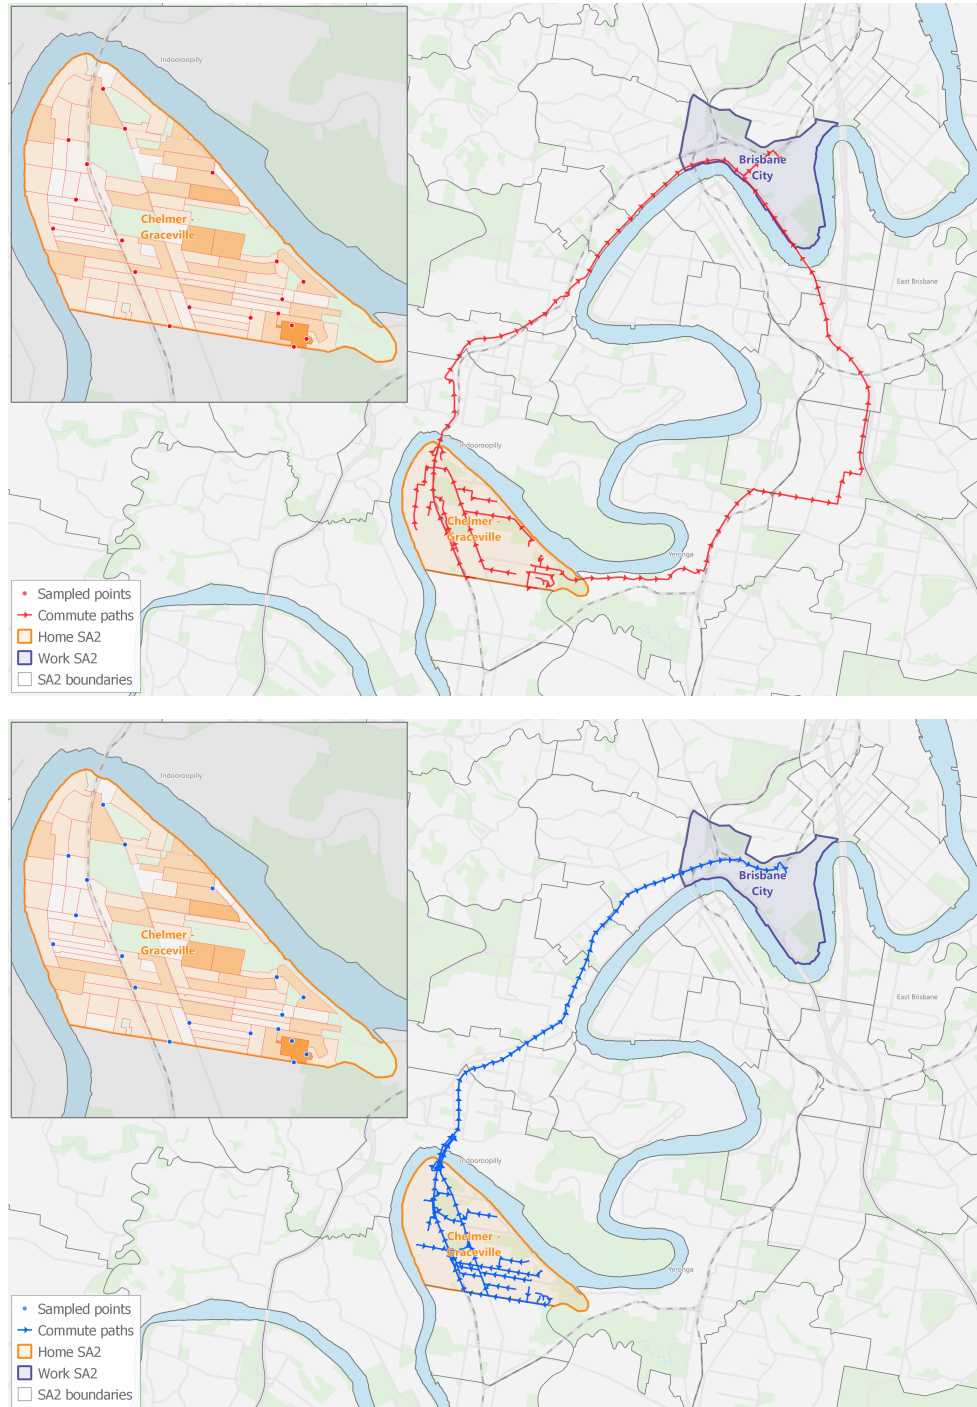 Indooroopilly
Chelmer -
Graceville
Brisbane
City
East Brisbane
Indooroopilly
Chelmer -
Graceville
Yeronga
Sampled points
Commute paths
Home SA2
Work SA2
SA2 boundaries
Indooroopilly
Chelmer -
Graceville
Brisbane
City
East Brisbane
Indooroopilly
Chelmer -
Graceville
Yeronga
Sampled points
Commute paths
Home SA2
Work SA2
SA2 boundaries